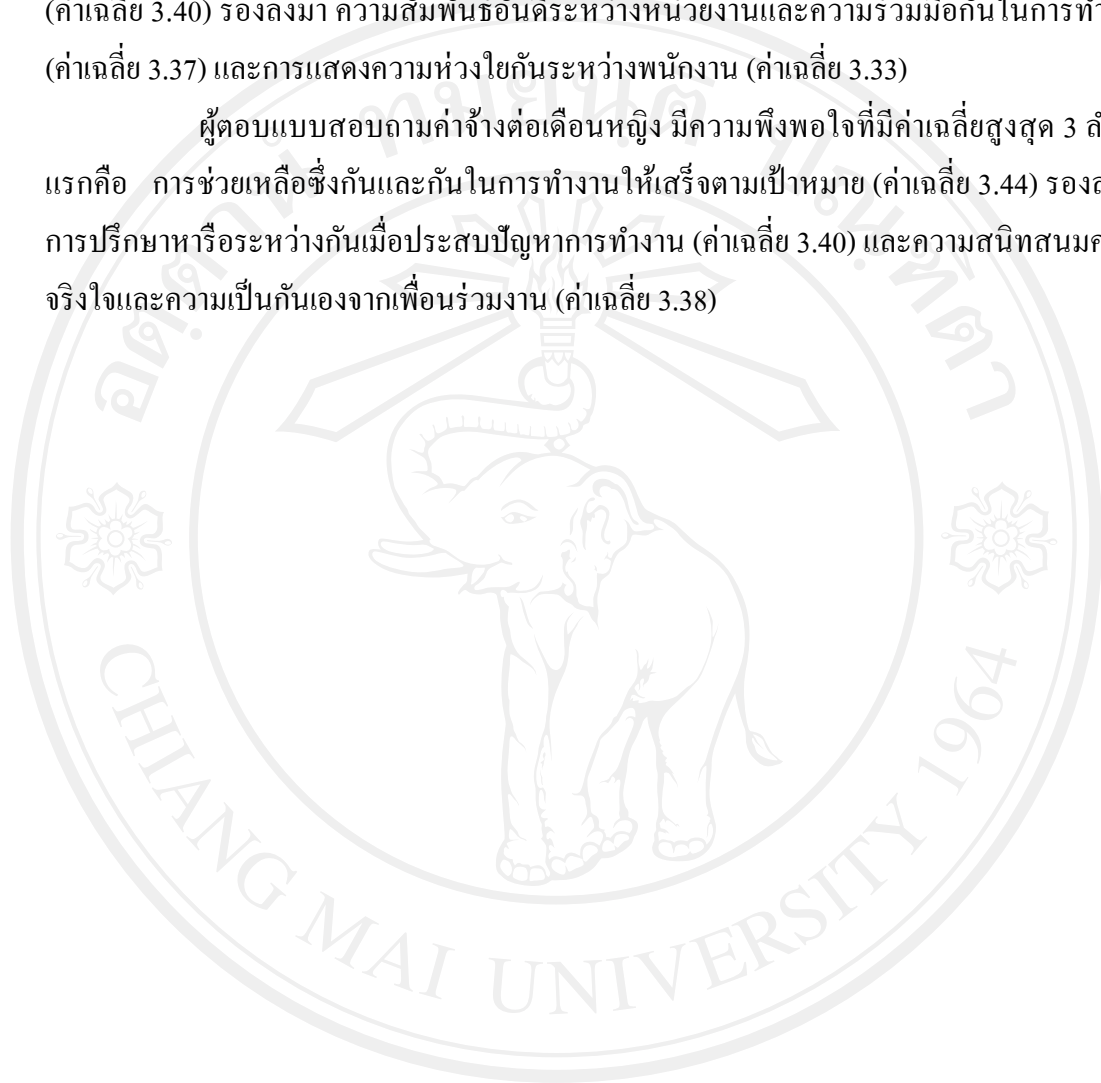 (ค่าเฉลี่ย 3.40) รองลงมา ความสัมพันธ์อันดีระหว่างหน่วยงานและความร่วมมือกันในการทำ
(ค่าเฉลี่ย 3.37) และการแสดงความห่วงใยกันระหว่างพนักงาน (ค่าเฉลี่ย 3.33)
ผู้ตอบแบบสอบถามค่าจ้างต่อเดือนหญิง มีความพึงพอใจที่มีค่าเฉลี่ยสูงสุด 3
แรกคือ การช่วยเหลือซึ่งกันและกันในการทำงานให้เสร็จตามเป้าหมาย (ค่าเฉลี่ย 3.44)
การปรึกษาหารือระหว่างกันเมื่อประสบปัญหาการทำงาน (ค่าเฉลี่ย 3.40) และความสนิทสนม
จริงใจและความเป็นกันเองจากเพื่อนร่วมงาน (ค่าเฉลี่ย 3.38)
CHIANG MAI UNIVERSITY 1964